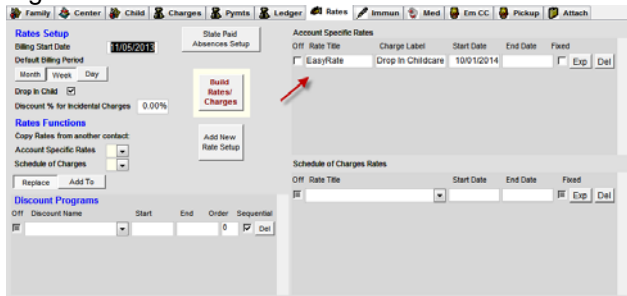 Family Center Child Charges Pymts Ledger Rates Immun Med Em CC Pickup Attach
Rates Setup
Billing Start Date 11/05/2013
Default Billing Period
Month Week Day
Drop In Child
Discount % for Incidental Charges 0.00%
Rates Functions
Copy Rates from another contact:
Account Specific Rates
Schedule of Charges
Replace Add To
State Paid
Absences Setup
Build
Rates/
Charges
Add New
Rate Setup
Discount Programs
Off Discount Name Start End Order Sequential
0 Del
Account Specific Rates
Off Rate Title Charge Label Start Date End Date Fixed
EasyRate Drop In Childcare 10/01/2014 Exp Del
Schedule of Charges Rates
Off Rate Title Start Date End Date Fixed
Exp Del